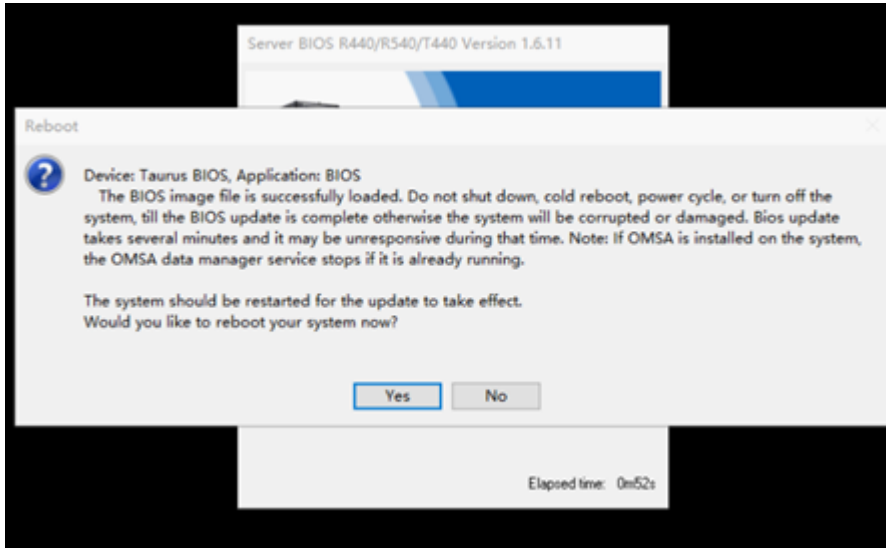 Server BIOS R440/R540/T440 Version 1.6.11
Reboot
Device: Taurus BIOS, Application: BIOS
The BIOS image file is successfully loaded. Do not shut down, cold reboot, power cycle, or turn off the
system, till the BIOS update is complete otherwise the system will be corrupted or damaged. Bios update
takes several minutes and it may be unresponsive during that time. Note: If OMSA is installed on the system,
the OMSA data manager service stops if it is already running.
The system should be restarted for the update to take effect.
Would you like to reboot your system now?
Yes
No
Elapsed time: 0m52s